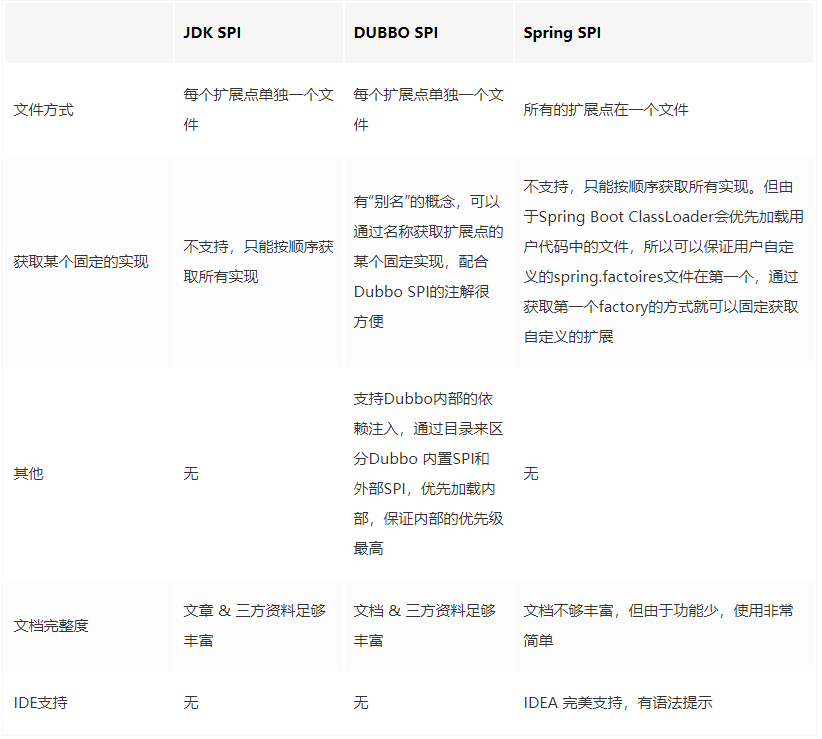 JDK SPI
DUBBO SPI
Spring SPI
文件方式
每个扩展点单独一个文
件
每个扩展点单独一个文
件
所有的扩展点在一个文件
获取某个固定的实现
不支持，只能按顺序获
取所有实现
有“别名”的概念，可以
通过名称获取扩展点的
某个固定实现，配合
Dubbo SPI的注解很
方便
不支持，只能按顺序获取所有实现。但由
于Spring Boot ClassLoader会优先加载用
户代码中的文件，所以可以保证用户自定
义的spring.factoires文件在第一个，通过
获取第一个factory的方式就可以固定获取
自定义的扩展
其他
无
支持Dubbo内部的依
赖注入，通过目录来区
分Dubbo 内置SPI和
外部SPI，优先加载内
部，保证内部的优先级
最高
无
文档完整度
文章 & 三方资料足够
丰富
文档 & 三方资料足够
丰富
文档不够丰富，但由于功能少，使用非常
简单
IDE支持
无
无
IDEA 完美支持，有语法提示